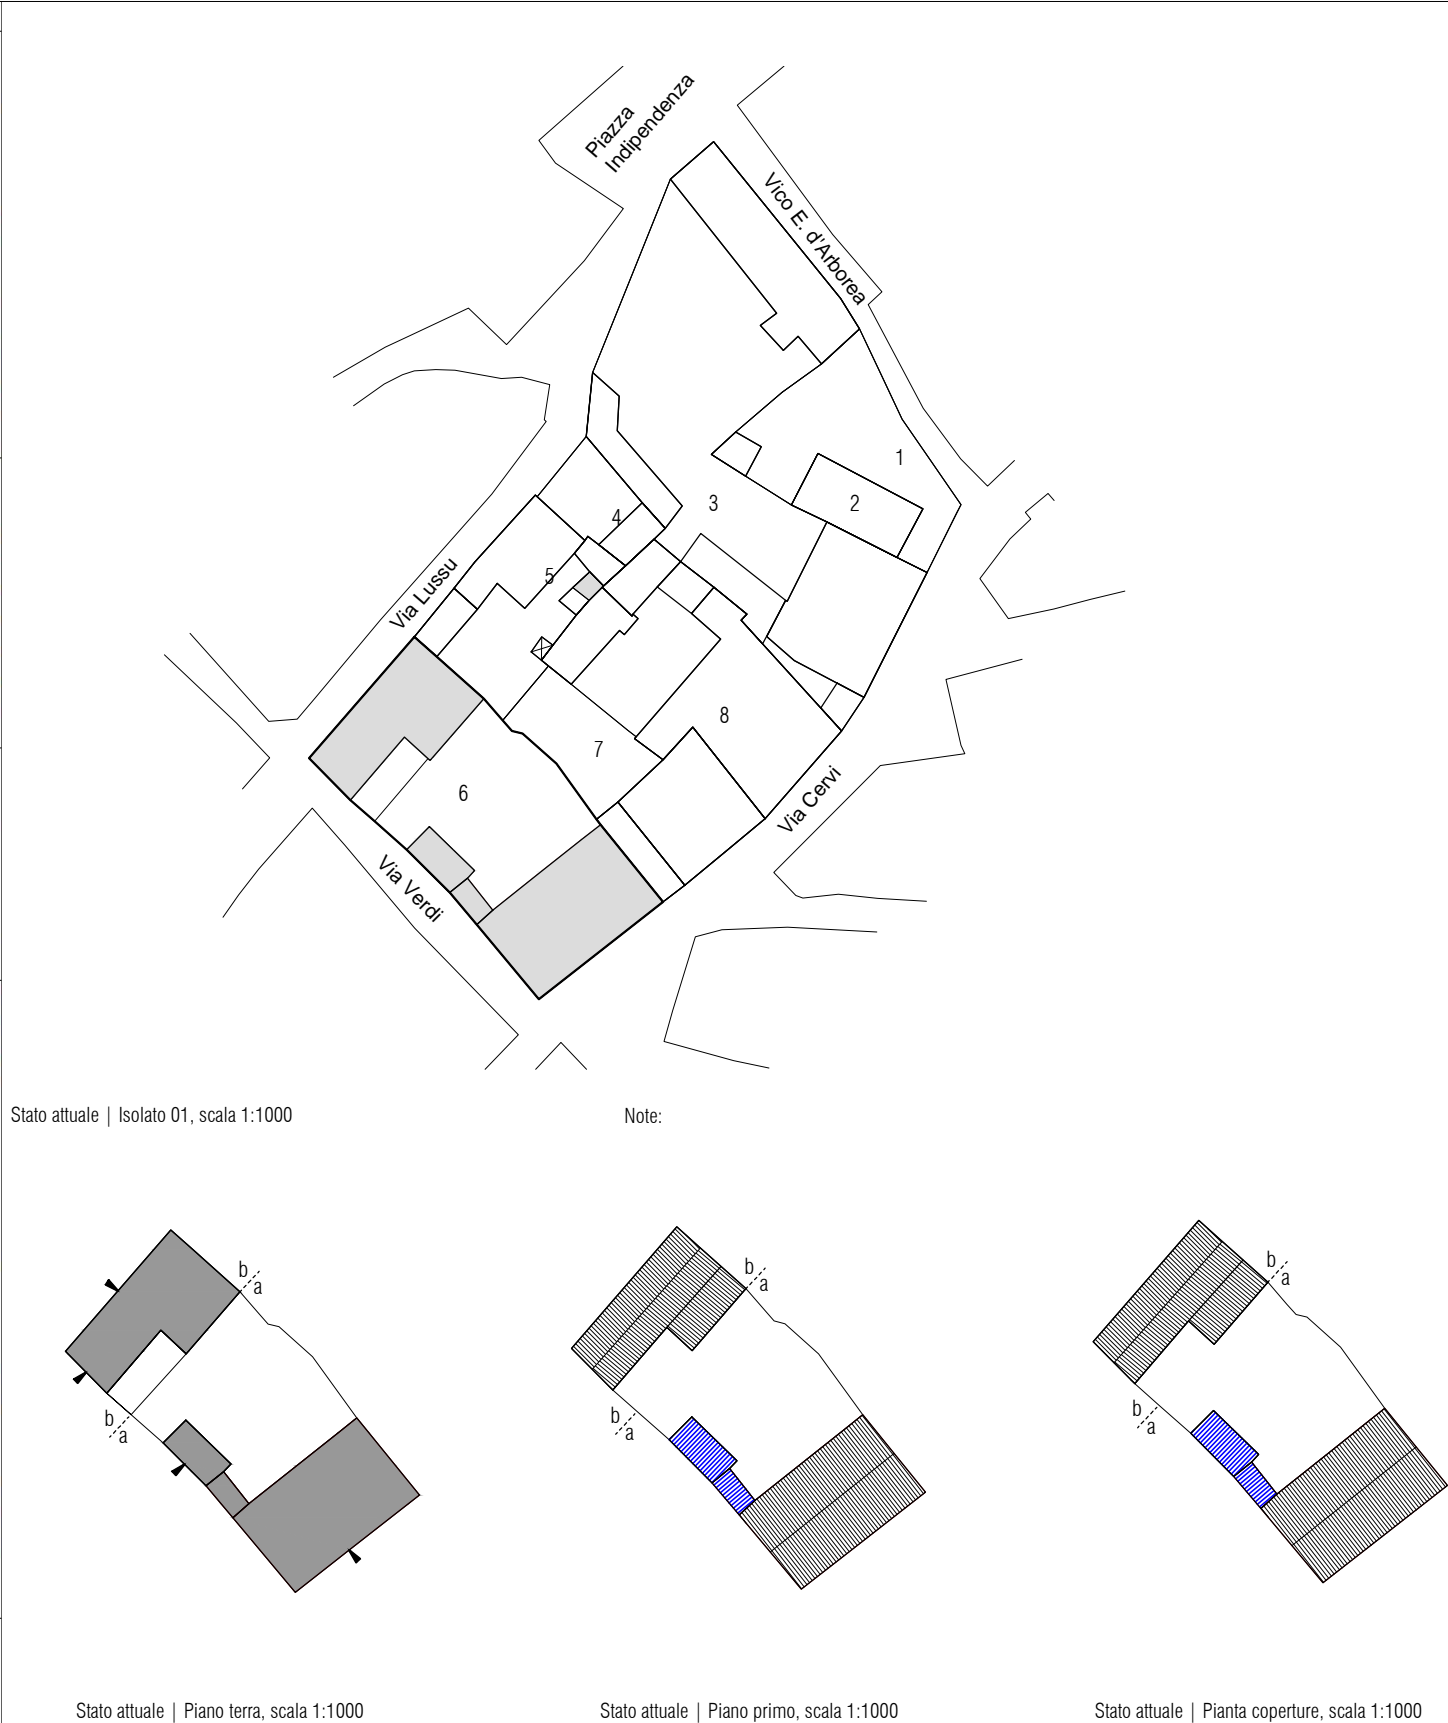 Piazza
Indipendenza
Vico E. d'Arborea
1
2
3
4
5
Via Lussu
8
7
6
Via Cervi
Via Verdi
Stato attuale | Isolato 01, scala 1:1000
Note:
b
a
b
a
b
a
b
a
b
a
b
a
Stato attuale | Piano terra, scala 1:1000
Stato attuale | Piano primo, scala 1:1000
Stato attuale | Pianta coperture, scala 1:1000